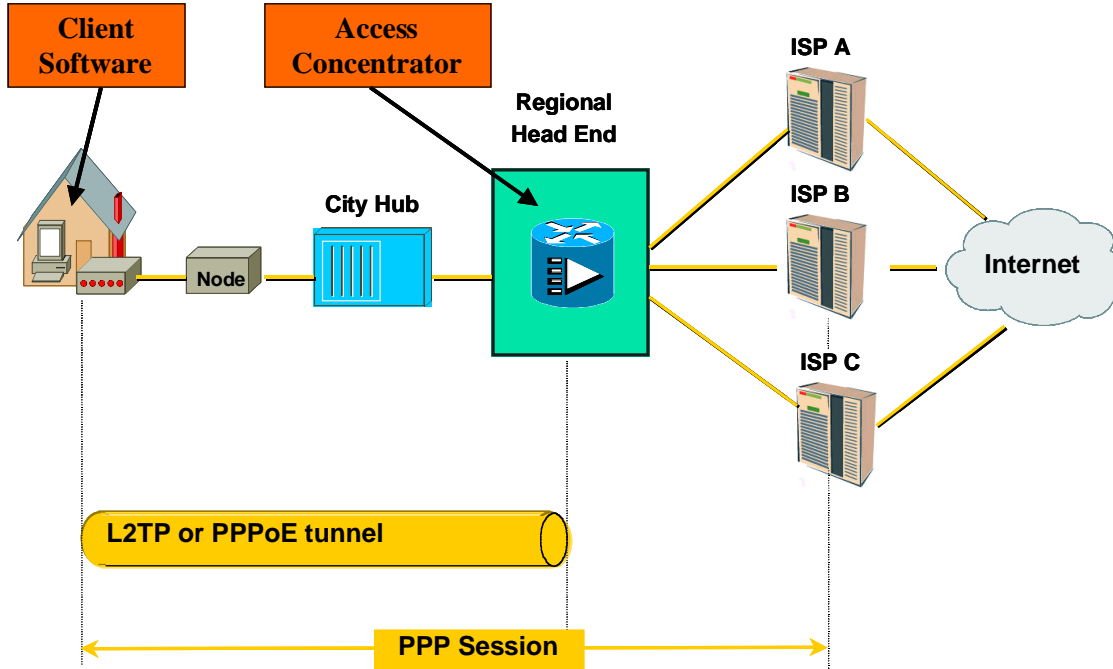 Client
Software
Access
Concentrator
ISP A
Regional
Head End
ISP B
City Hub
Node
Internet
ISP C
L2TP or PPPoE tunnel
PPP Session